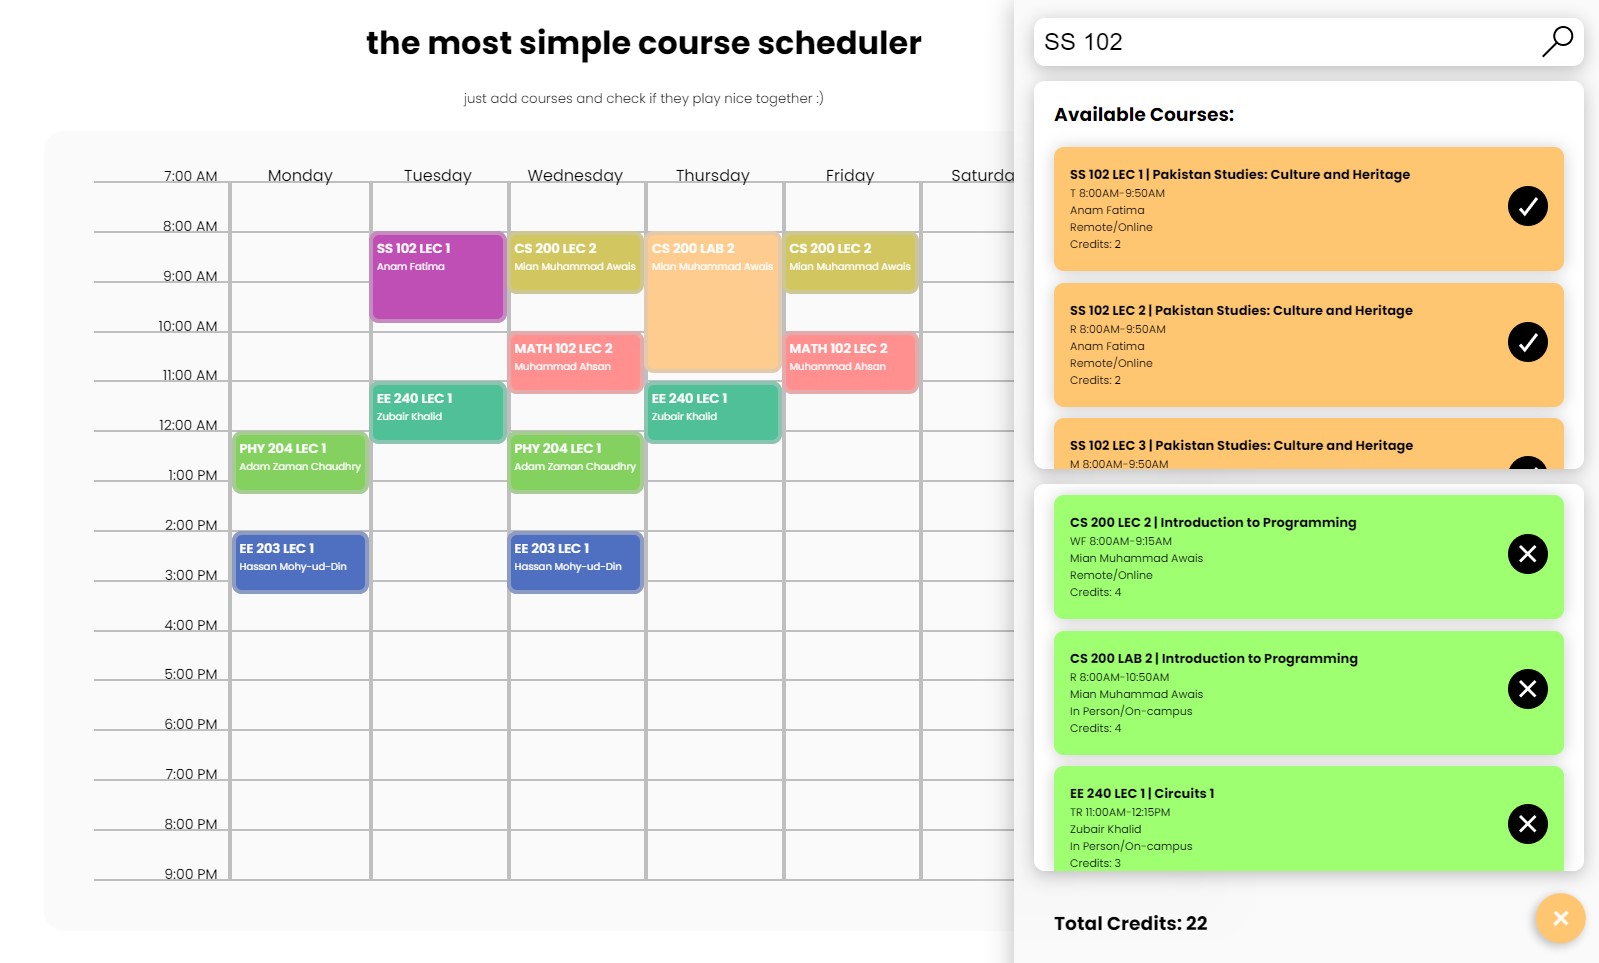 the most simple course scheduler
just add courses and check if they play nice together :)
Monday Tuesday Wednesday Thursday Friday Saturda
7:00 AM
8:00 AM
SS 102 LEC 1
Anam Fatima
CS 200 LEC 2
Mian Muhammad Awais
CS 200 LAB 2
Mian Muhammad Awais
CS 200 LEC 2
Mian Muhammad Awais
9:00 AM
10:00 AM
MATH 102 LEC 2
Muhammad Ahsan
MATH 102 LEC 2
Muhammad Ahsan
11:00 AM
EE 240 LEC 1
Zubair Khalid
EE 240 LEC 1
Zubair Khalid
12:00 AM
PHY 204 LEC 1
Adam Zaman Chaudhry
PHY 204 LEC 1
Adam Zaman Chaudhry
1:00 PM
2:00 PM
EE 203 LEC 1
Hassan Mohy-ud-Din
EE 203 LEC 1
Hassan Mohy-ud-Din
3:00 PM
4:00 PM
5:00 PM
6:00 PM
7:00 PM
8:00 PM
9:00 PM
SS 102
Available Courses:
SS 102 LEC 1 | Pakistan Studies: Culture and Heritage
T 8:00AM-9:50AM
Anam Fatima
Remote/Online
Credits: 2
SS 102 LEC 2 | Pakistan Studies: Culture and Heritage
R 8:00AM-9:50AM
Anam Fatima
Remote/Online
Credits: 2
SS 102 LEC 3 | Pakistan Studies: Culture and Heritage
M 8:00AM-9:50AM
CS 200 LEC 2 | Introduction to Programming
WF 8:00AM-9:15AM
Mian Muhammad Awais
Remote/Online
Credits: 4
CS 200 LAB 2 | Introduction to Programming
R 8:00AM-10:50AM
Mian Muhammad Awais
In Person/On-campus
Credits: 4
EE 240 LEC 1 | Circuits 1
TR 11:00AM-12:15PM
Zubair Khalid
In Person/On-campus
Credits: 3
Total Credits: 22